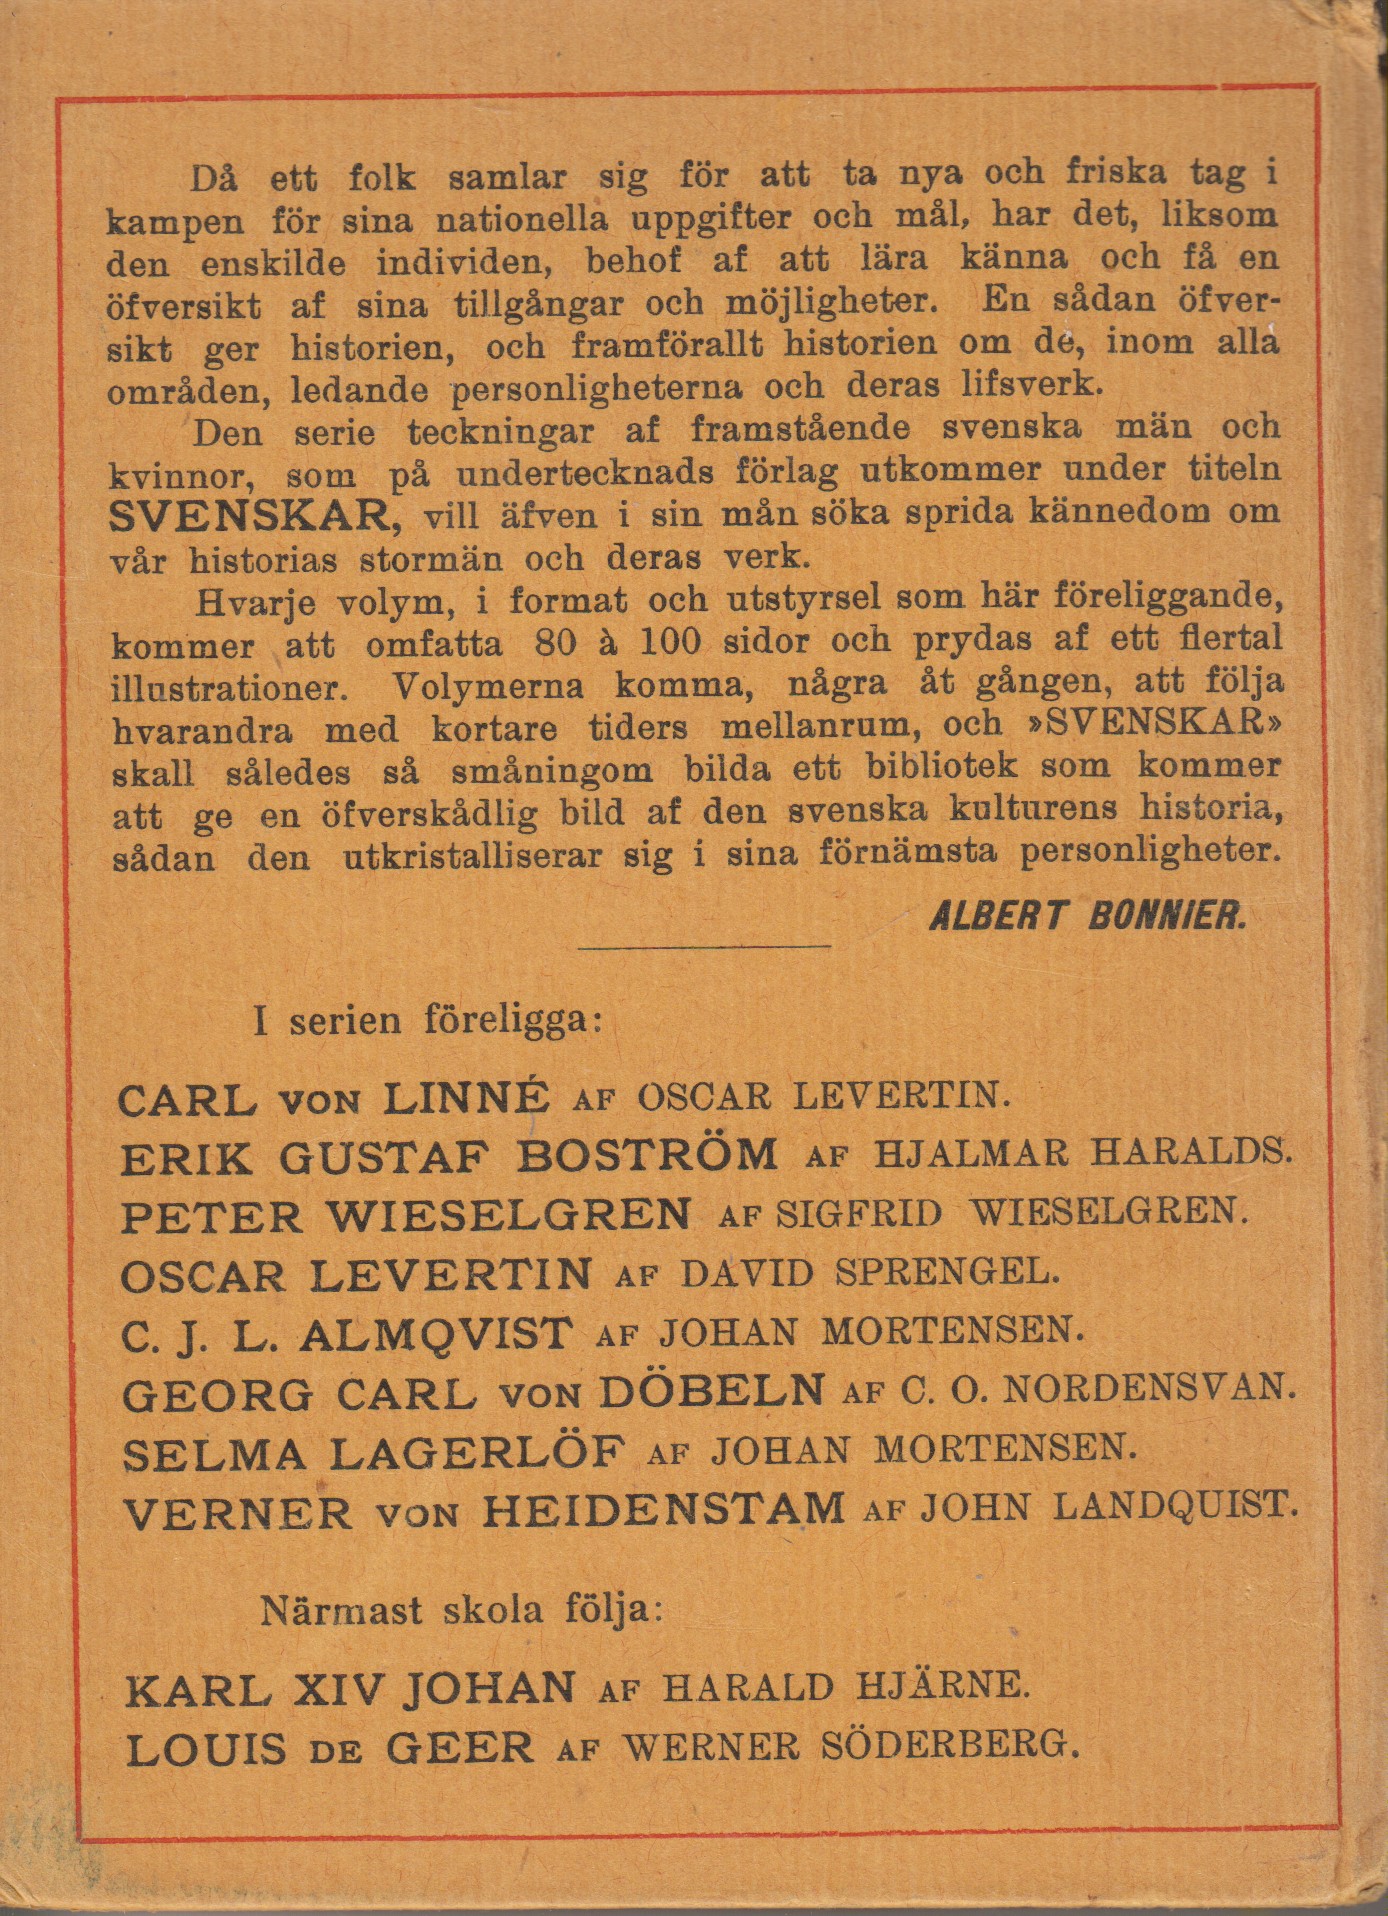 Då ett folk samlar sig för att ta nya och friska tag i
kampen för sina nationella uppgifter och mål, har det, liksom
den enskilde individen, behof af att lära känna och få en
öfversikt af sina tillgångar och möjligheter. En sådan öfver-
sikt ger historien, och framförallt historien om de, inom alla
områden, ledande personligheterna och deras lifsverk.
Den serie teckningar af framstående svenska män och
kvinnor, som på undertecknads förlag utkommer under titeln
SVENSKAR, vill äfven i sin mån söka sprida kännedom om
vår historias stormän och deras verk.
Hvarje volym, i format och utstyrsel som här föreliggande,
kommer att omfatta 80 à 100 sidor och prydas af ett flertal
illustrationer. Volymerna komma, några åt gången, att följa
hvarandra med kortare tiders mellanrum, och »SVENSKAR»
skall således så småningom bilda ett bibliotek som kommer
att ge en öfverskådlig bild af den svenska kulturens historia,
sådan den utkristalliserar sig i sina förnämsta personligheter.
ALBERT BONNIER.
I serien föreligga:
CARL VON LINNÉ AF OSCAR LEVERTIN.
ERIK GUSTAF BOSTRÖM AF HJALMAR HARALDS.
PETER WIESELGREN AF SIGFRID WIESELGREN.
OSCAR LEVERTIN AF DAVID SPRENGEL.
C. J. L. ALMQVIST AF JOHAN MORTENSEN.
GEORG CARL VON DÖBELN AF C. O. NORDENSVAN.
SELMA LAGERLÖF AF JOHAN MORTENSEN.
VERNER VON HEIDENSTAM AF JOHN LANDQUIST.
Närmast skola följa:
KARL XIV JOHAN AF HARALD HJÄRNE.
LOUIS DE GEER AF WERNER SÖDERBERG.